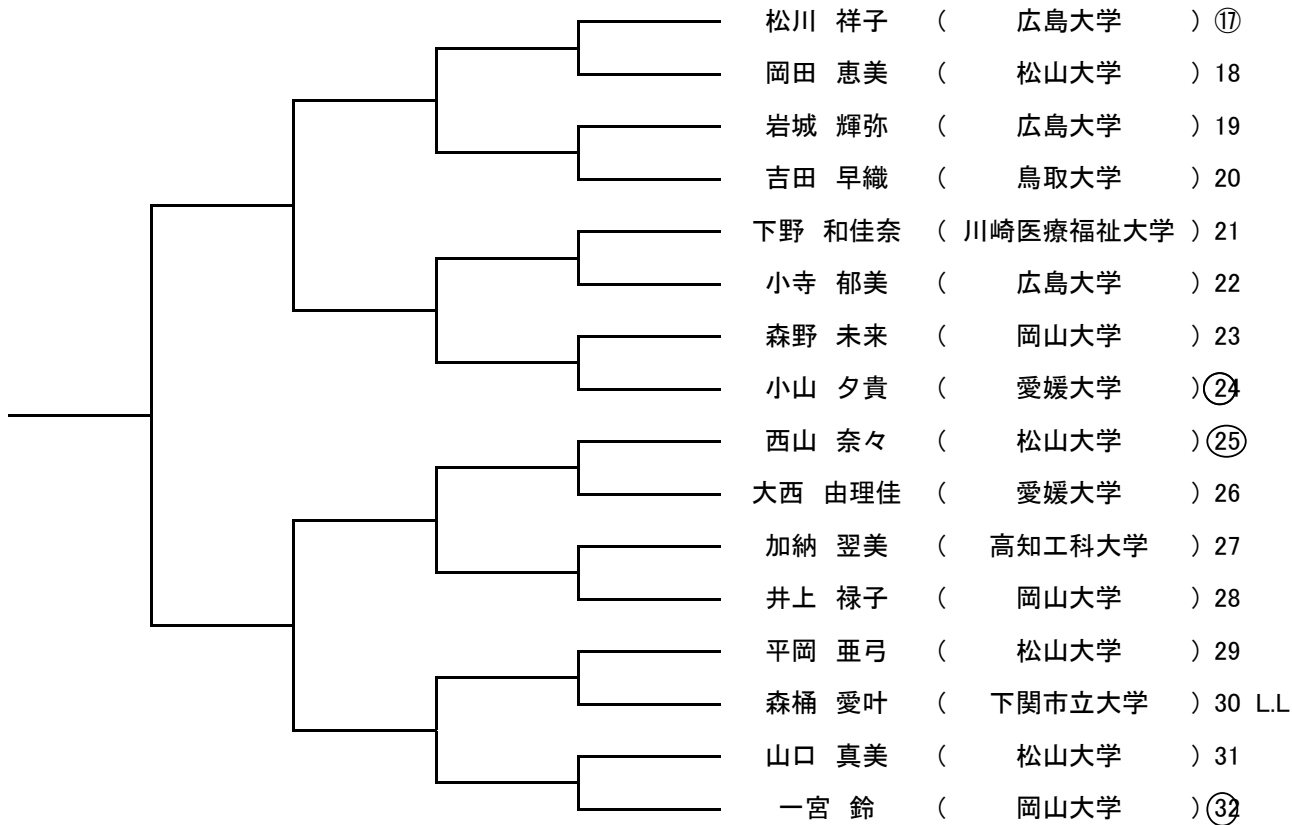 松川 祥子 ( 広島大学 ) ⑰
岡田 恵美 ( 松山大学 ) 18
岩城 輝弥 ( 広島大学 ) 19
吉田 早織 ( 鳥取大学 ) 20
下野 和佳奈 ( 川崎医療福祉大学 ) 21
小寺 郁美 ( 広島大学 ) 22
森野 未来 ( 岡山大学 ) 23
小山 夕貴 ( 愛媛大学 ) 24
西山 奈々 ( 松山大学 ) 25
大西 由理佳 ( 愛媛大学 ) 26
加納 翌美 ( 高知工科大学 ) 27
井上 禄子 ( 岡山大学 ) 28
平岡 亜弓 ( 松山大学 ) 29
森桶 愛叶 ( 下関市立大学 ) 30 L.L
山口 真美 ( 松山大学 ) 31
一宮 鈴 ( 岡山大学 ) 32